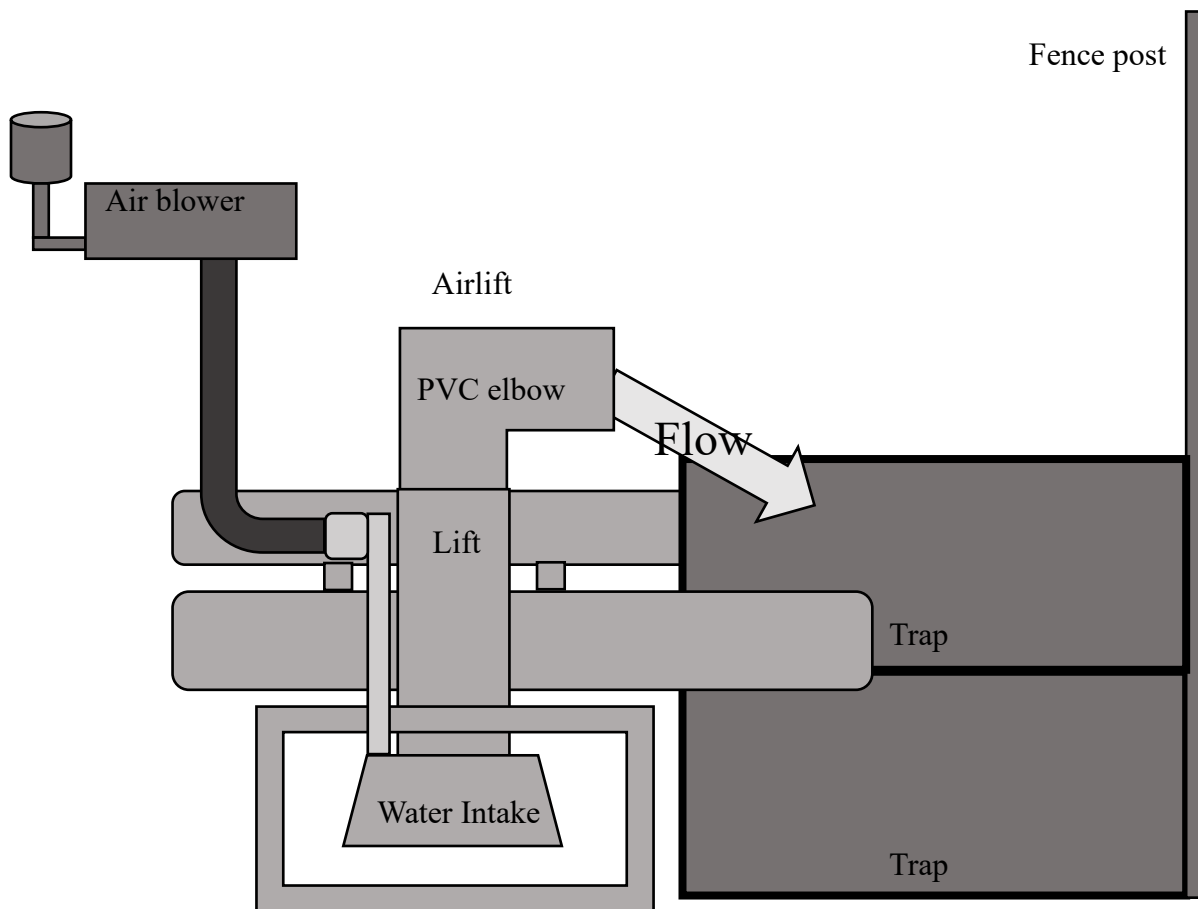 Fence post
Air blower
Airlift
PVC elbow
Flow
Lift
Trap
Water Intake
Trap